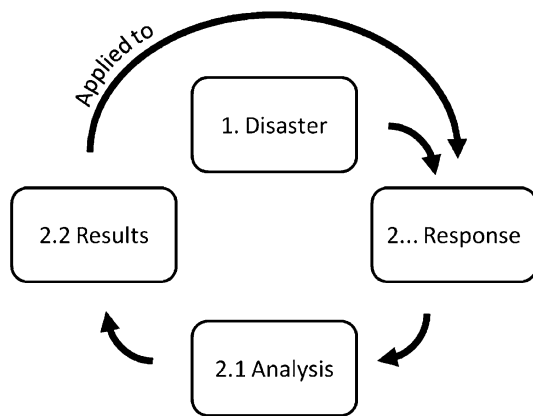 Applied to
1. Disaster
2... Response
2.1 Analysis
2.2 Results